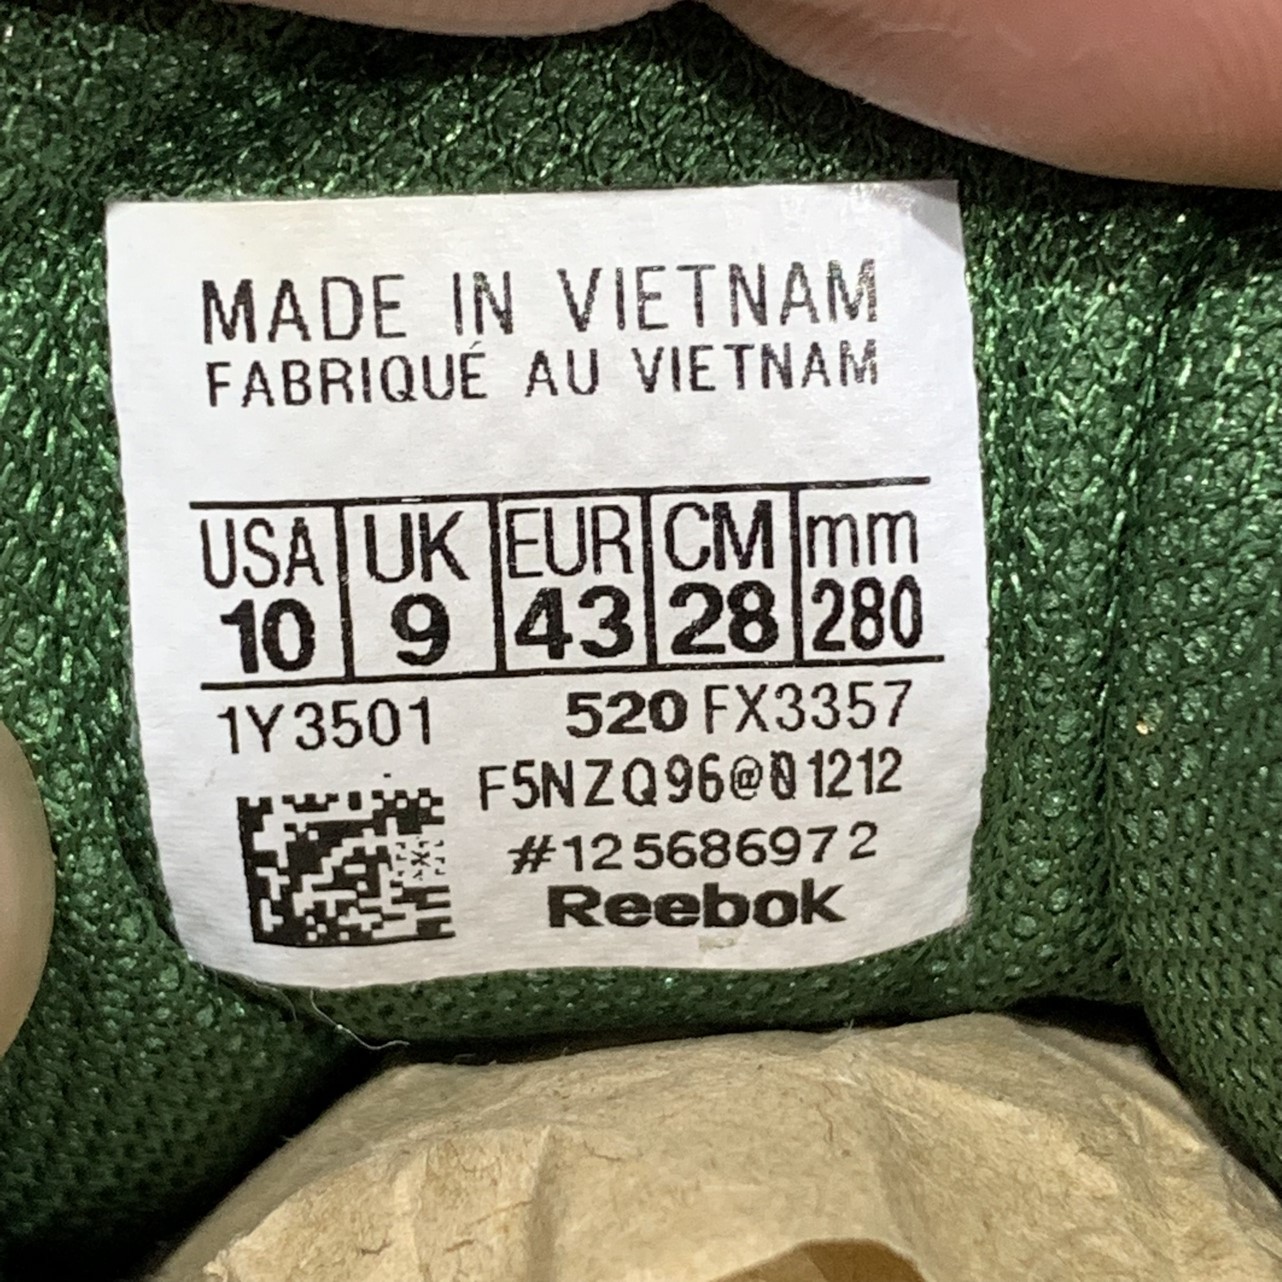 MADE IN VIETNAM
FABRIQUÉ AU VIETNAM
USA UK EUR CM mm
10 9 43 28 280
1Y3501 520 FX3357
F5NZQ96@01212
#125686972
Reebok